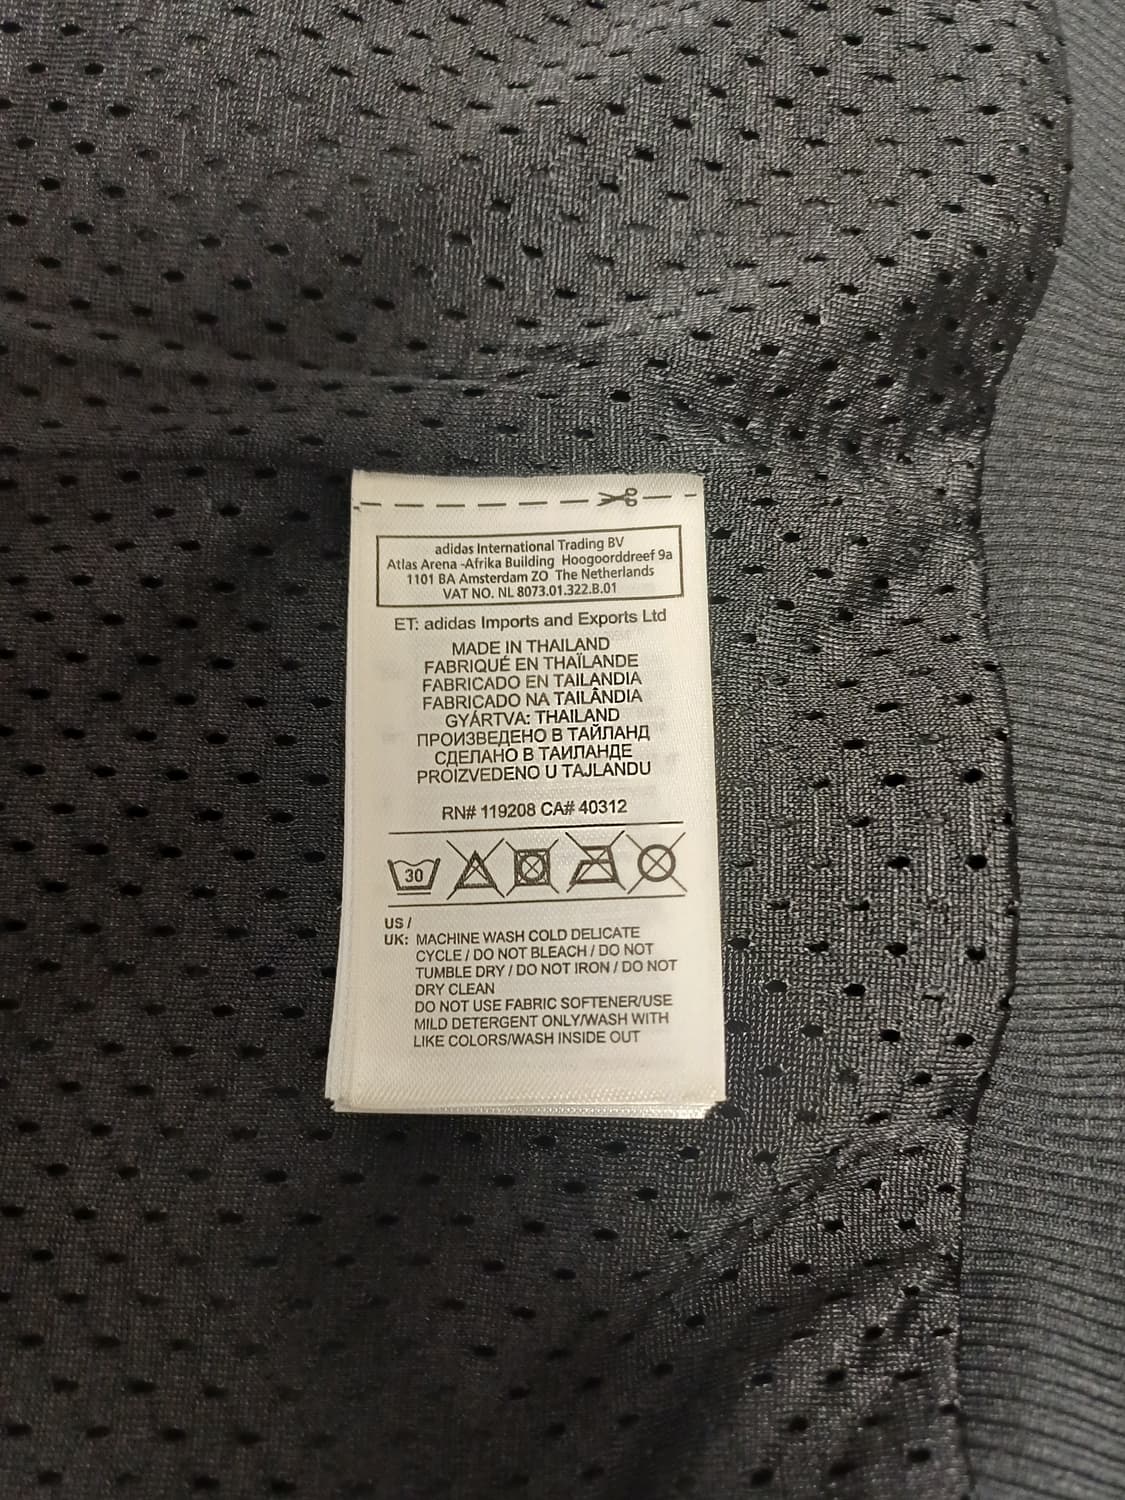 adidas International Trading BV
Atlas Arena -Afrika Building Hoogoorddreef 9a
1101 BA Amsterdam ZO The Netherlands
VAT NO. NL 8073.01.322.B.01
ET: adidas Imports and Exports Ltd
MADE IN THAILAND
FABRIQUÉ EN THAÏLANDE
FABRICADO EN TAILANDIA
FABRICADO NA TAILÂNDIA
GYÁRTVA: THAILAND
ПРОИЗВЕДЕНО В ТАЙЛАНД
СДЕЛАНО В ТАИЛАНДЕ
PROIZVEDENO U TAJLANDU
RN# 119208 CA# 40312
30
US /
UK: MACHINE WASH COLD DELICATE
CYCLE / DO NOT BLEACH / DO NOT
TUMBLE DRY / DO NOT IRON / DO NOT
DRY CLEAN
DO NOT USE FABRIC SOFTENER/USE
MILD DETERGENT ONLY/WASH WITH
LIKE COLORS/WASH INSIDE OUT